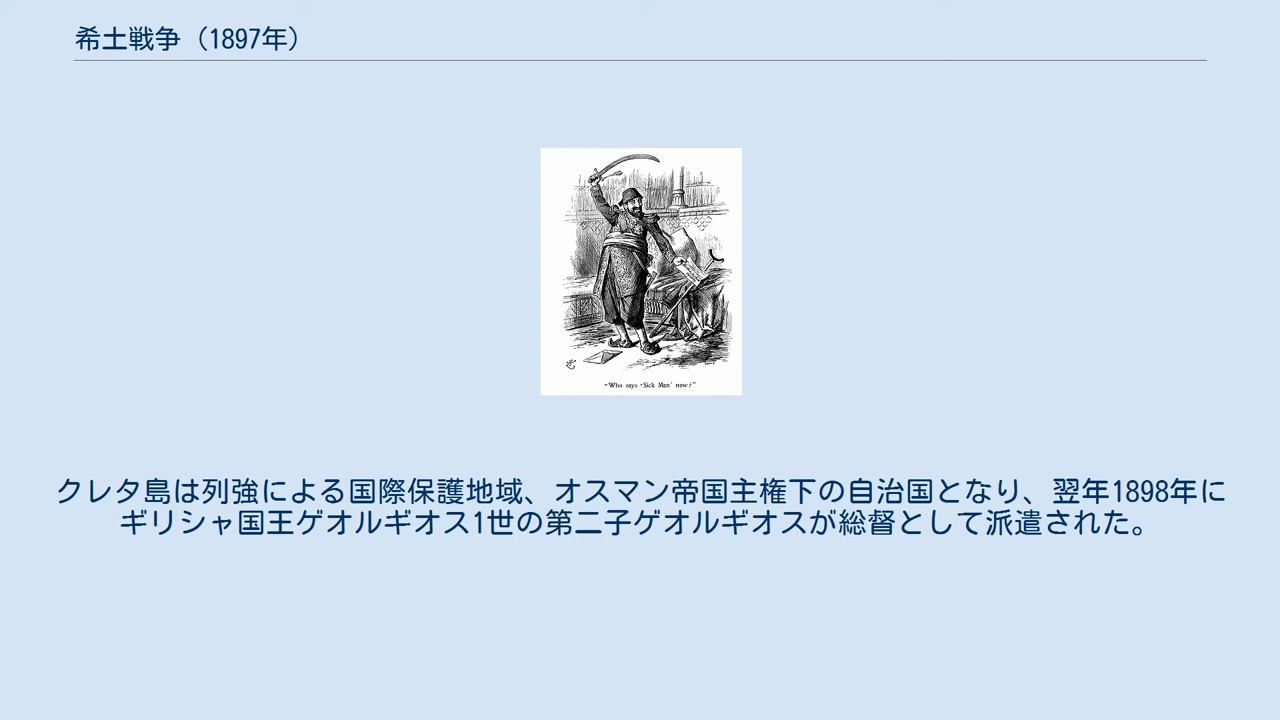 希土戦争（1897年）
"Who says 'Sick Man' now?"
クレタ島は列強による国際保護地域、オスマン帝国主権下の自治国となり、翌年1898年に
ギリシャ国王ゲオルギオス1世の第二子ゲオルギオスが総督として派遣された。